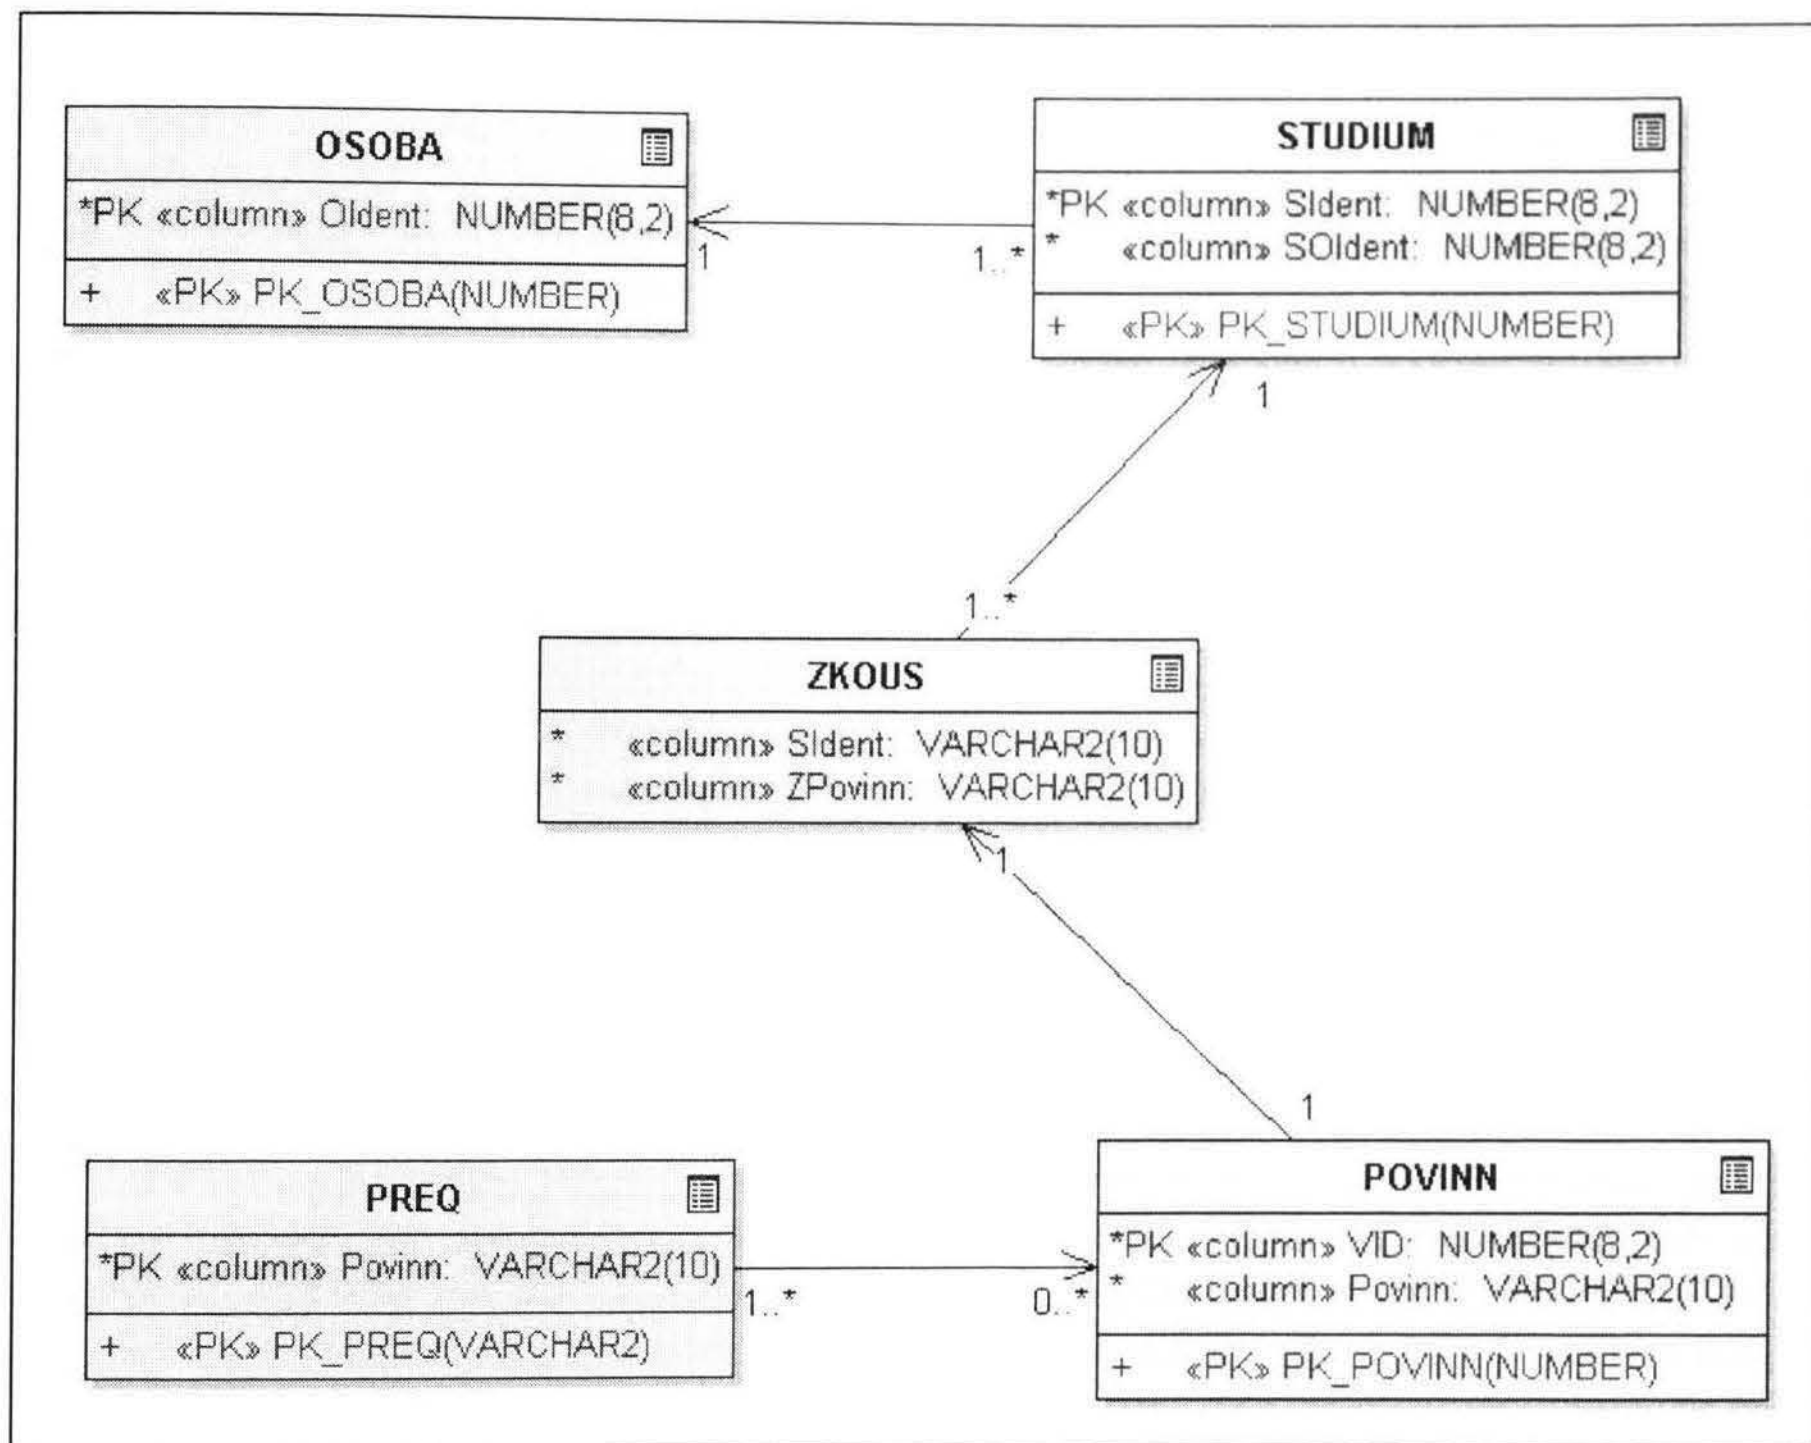 OSOBA
*PK «column» OIdent: NUMBER(8,2)
+ «PK» PK_OSOBA(NUMBER)
STUDIUM
*PK «column» SIdent: NUMBER(8,2)
* «column» SOIdent: NUMBER(8,2)
+ «PK» PK_STUDIUM(NUMBER)
1
1..*
1
1..*
ZKOUS
* «column» SIdent: VARCHAR2(10)
* «column» ZPovinn: VARCHAR2(10)
1
1
PREQ
*PK «column» Povinn: VARCHAR2(10)
+ «PK» PK_PREQ(VARCHAR2)
1..*
0..*
POVINN
*PK «column» VID: NUMBER(8,2)
* «column» Povinn: VARCHAR2(10)
+ «PK» PK_POVINN(NUMBER)